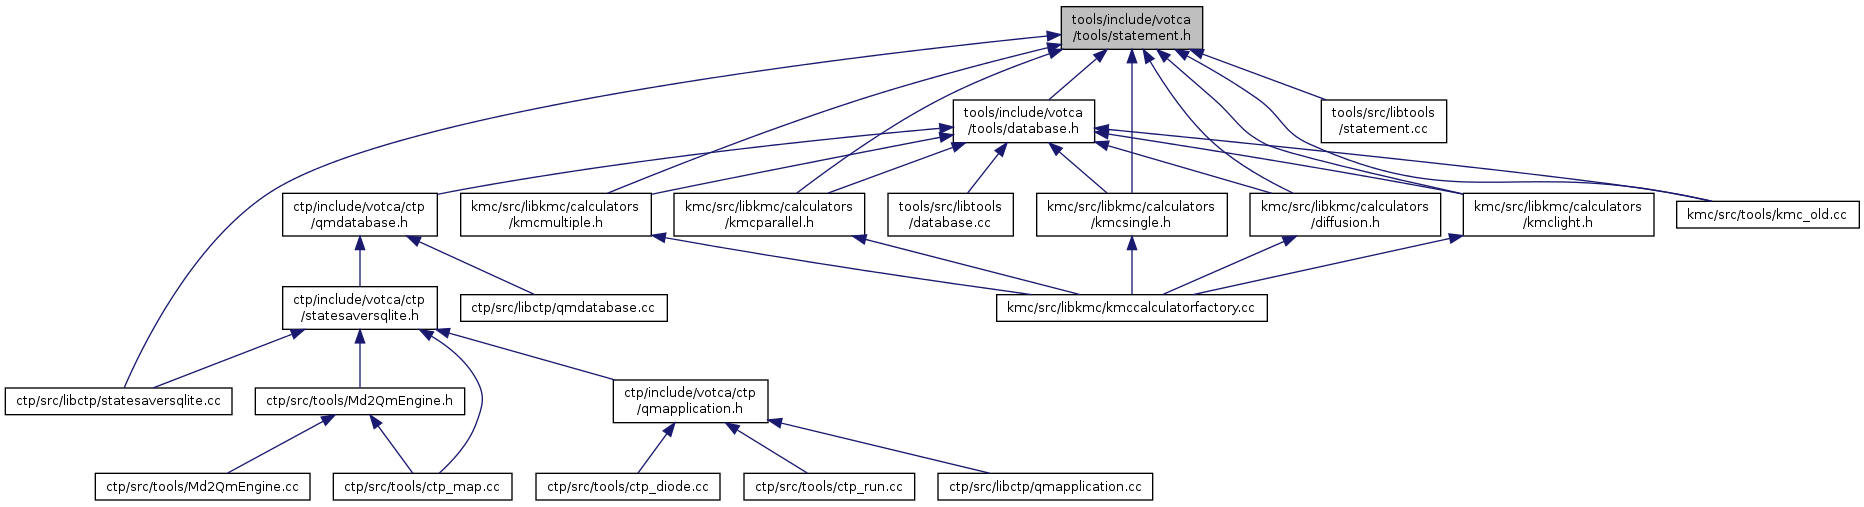 tools/include/votca
/tools/statement.h
tools/include/votca
/tools/database.h
tools/src/libtools
/statement.cc
ctp/include/votca/ctp
/qmdatabase.h
kmc/src/libkmc/calculators
/kmcmultiple.h
kmc/src/libkmc/calculators
/kmcparallel.h
tools/src/libtools
/database.cc
kmc/src/libkmc/calculators
/kmcsingle.h
kmc/src/libkmc/calculators
/diffusion.h
kmc/src/libkmc/calculators
/kmclight.h
kmc/src/tools/kmc_old.cc
ctp/include/votca/ctp
/statesaversqlite.h
ctp/src/libctp/qmdatabase.cc
kmc/src/libkmc/kmccalculatorfactory.cc
ctp/src/libctp/statesaversqlite.cc
ctp/src/tools/Md2QmEngine.h
ctp/include/votca/ctp
/qmapplication.h
ctp/src/tools/Md2QmEngine.cc
ctp/src/tools/ctp_map.cc
ctp/src/tools/ctp_diode.cc
ctp/src/tools/ctp_run.cc
ctp/src/libctp/qmapplication.cc